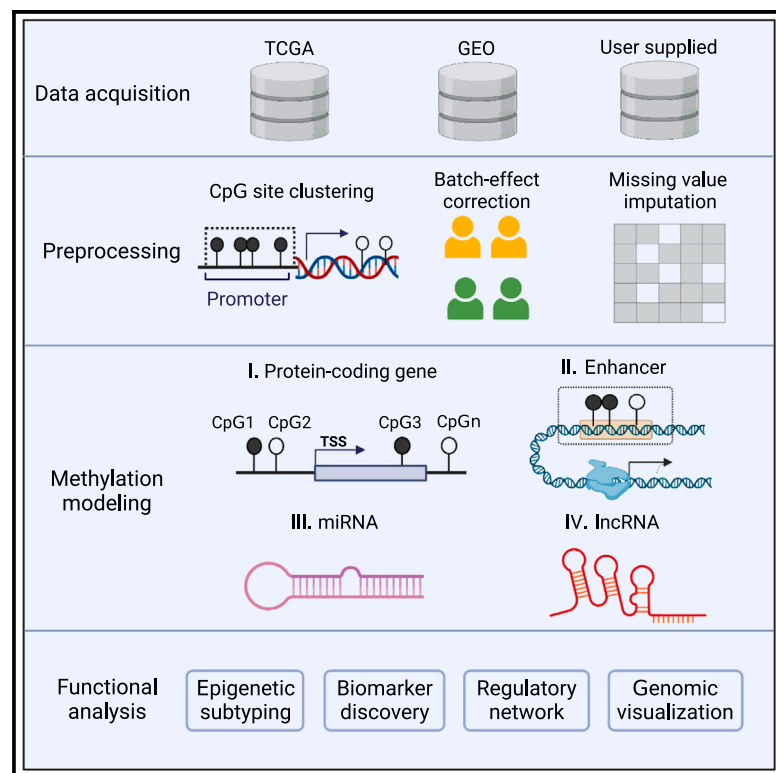 TCGA
GEO
User supplied
Data acquisition
CpG site clustering
Batch-effect
correction
Missing value
imputation
Preprocessing
Promoter
I. Protein-coding gene
II. Enhancer
CpG1
CpG2
TSS
CpG3
CpGn
Methylation
modeling
III. miRNA
IV. lncRNA
Functional
analysis
Epigenetic
subtyping
Biomarker
discovery
Regulatory
network
Genomic
visualization